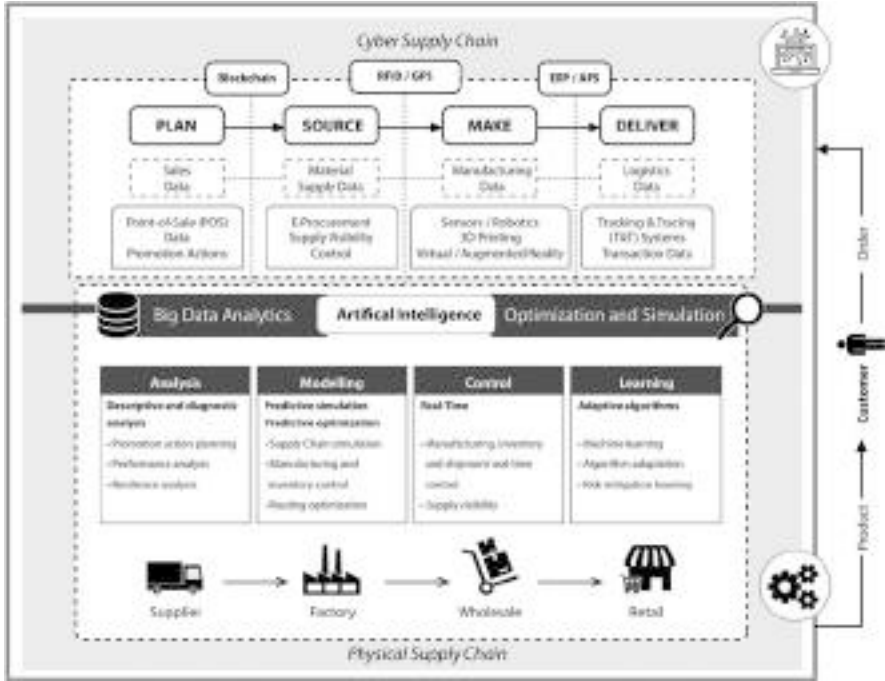 Cyber Supply Chain
Blockchain
RFID / GPS
ERP / APS
PLAN
SOURCE
MAKE
DELIVER
Sales
Data
Material
Supply Data
Manufacturing
Data
Logistics
Data
Point-of-Sale (POS)
Data
Promotion Actions
E-Procurement
Supply Visibility
Control
Sensors / Robotics
3D Printing
Virtual / Augmented Reality
Tracking & Tracing
(T&T) Systems
Transaction Data
Big Data Analytics
Artifical Intelligence
Optimization and Simulation
Analysis
Descriptive and diagnostic
analysis
- Promotion action planning
- Performance analysis
- Resilience analysis
Modelling
Predictive simulation
Predictive optimization
- Supply Chain simulation
- Manufacturing and
inventory control
- Routing optimization
Control
Real-Time
- Manufacturing, inventory
and shipment real-time
control
- Supply visibility
Learning
Adaptive algorithms
- Machine learning
- Algorithm adaptation
- Risk mitigation learning
Supplier
Factory
Wholesale
Retail
Physical Supply Chain
Order
Customer
Product